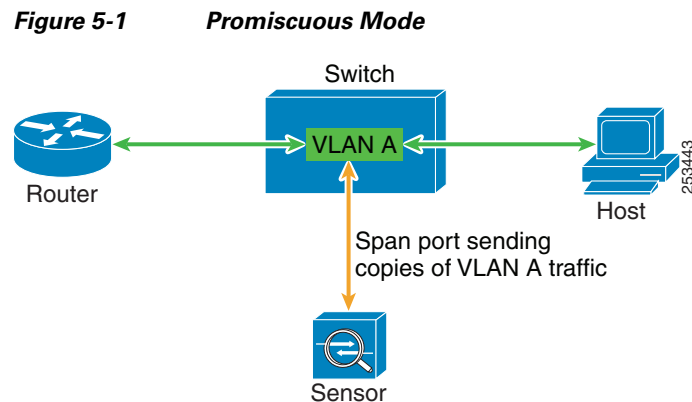 Figure 5-1 Promiscuous Mode
Switch
VLAN A
Router
Host
253443
Span port sending
copies of VLAN A traffic
Sensor